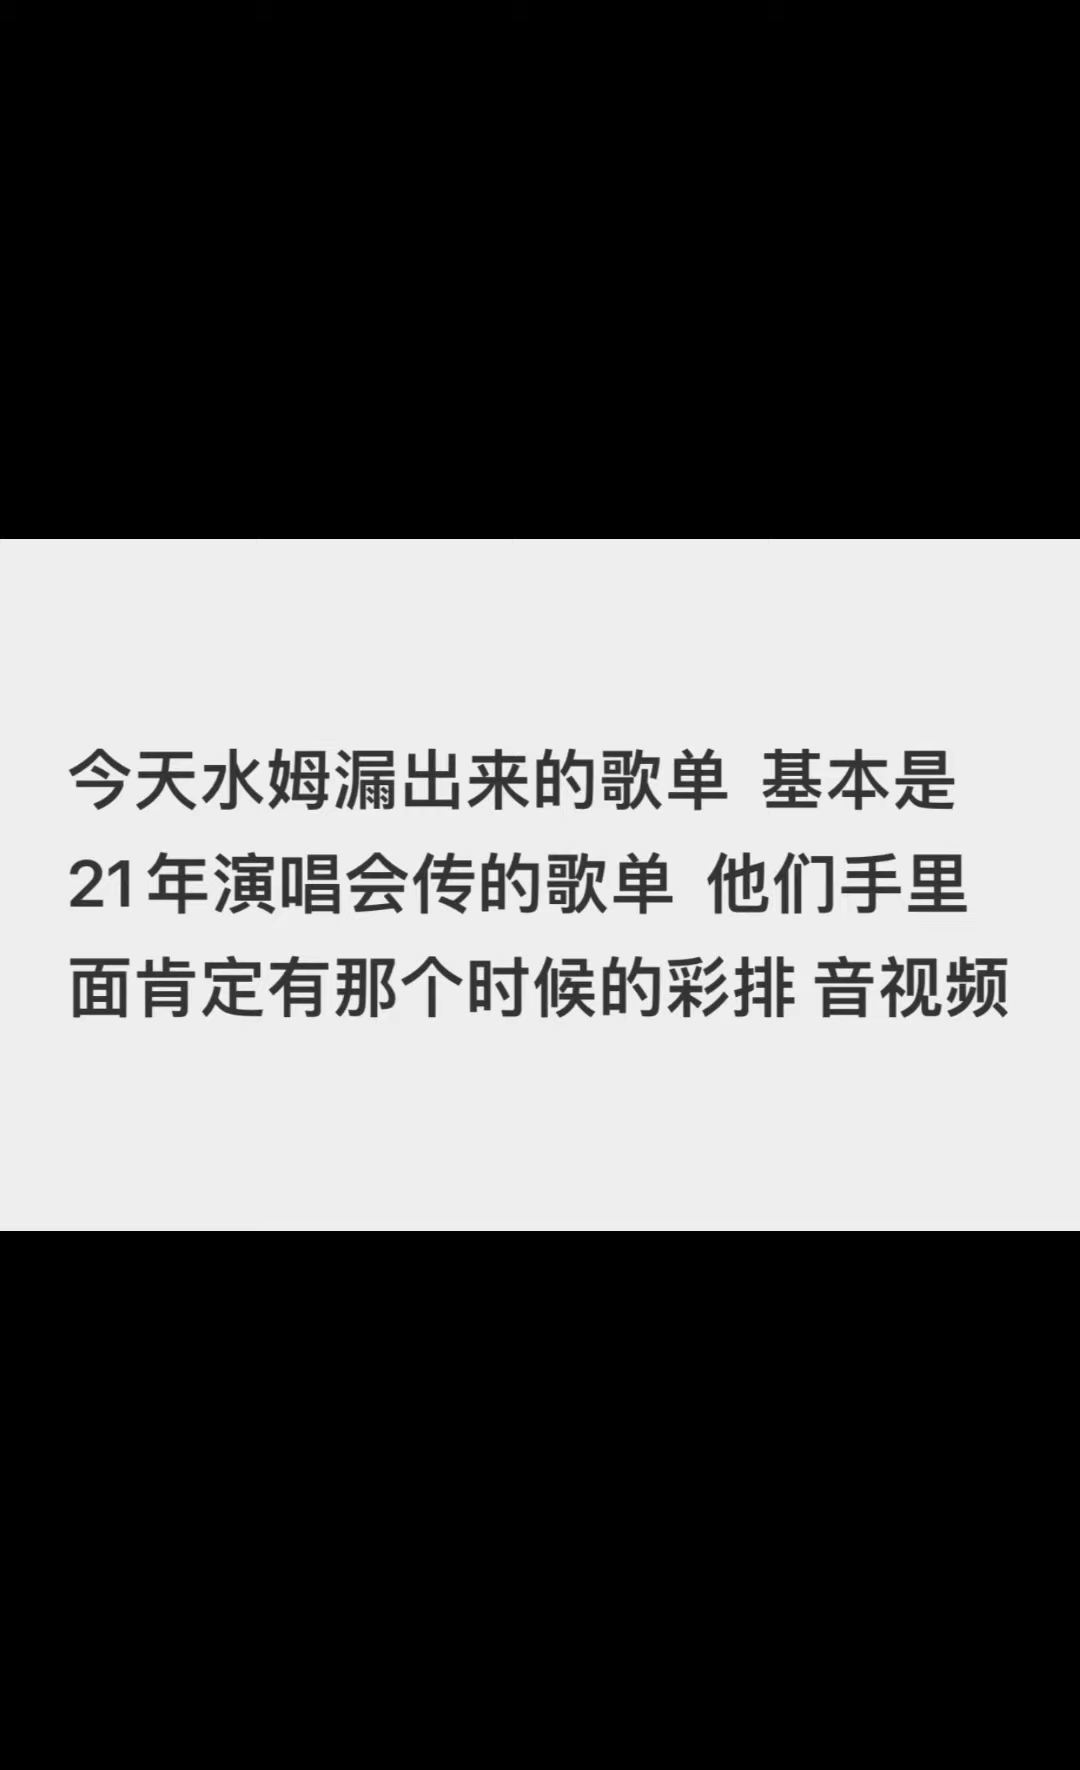 今天水姆漏出来的歌单 基本是
21年演唱会传的歌单 他们手里
面肯定有那个时候的彩排 音视频